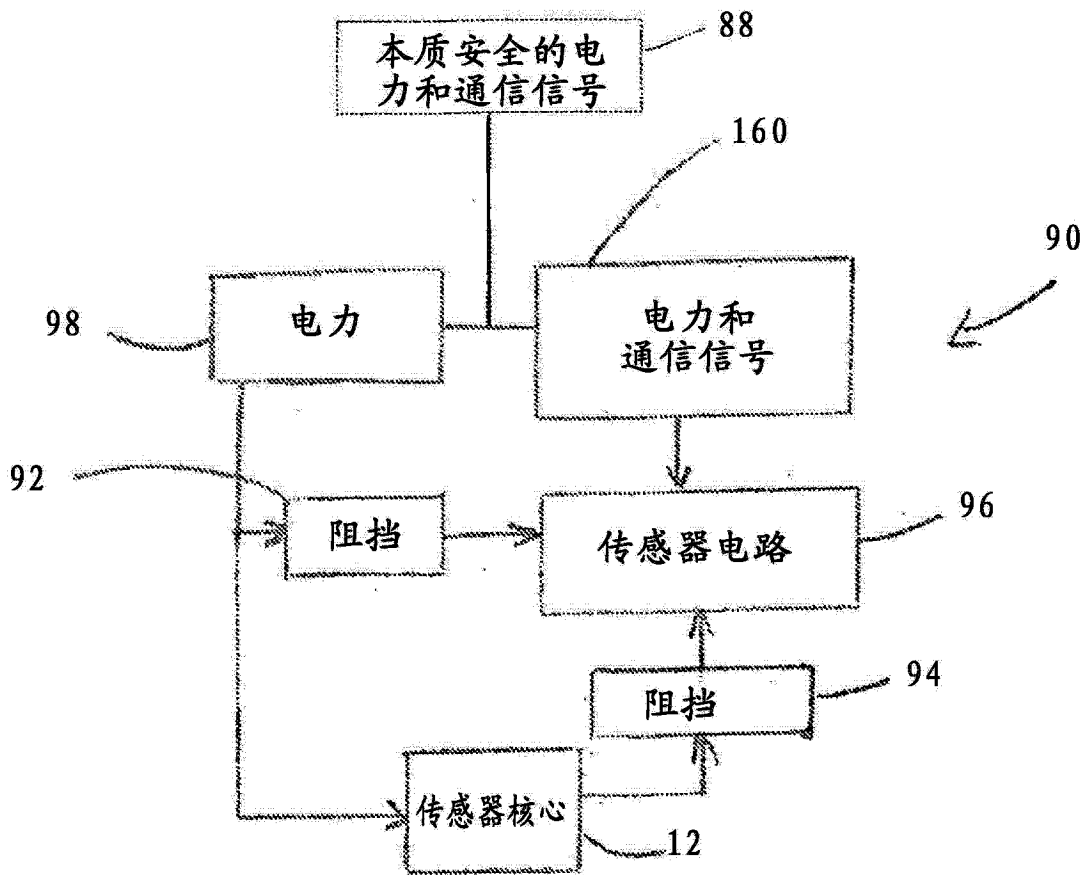 88
本质安全的电
力和通信信号
160
90
98
电力
电力和
通信信号
92
阻挡
传感器电路
96
阻挡
94
传感器核心
12